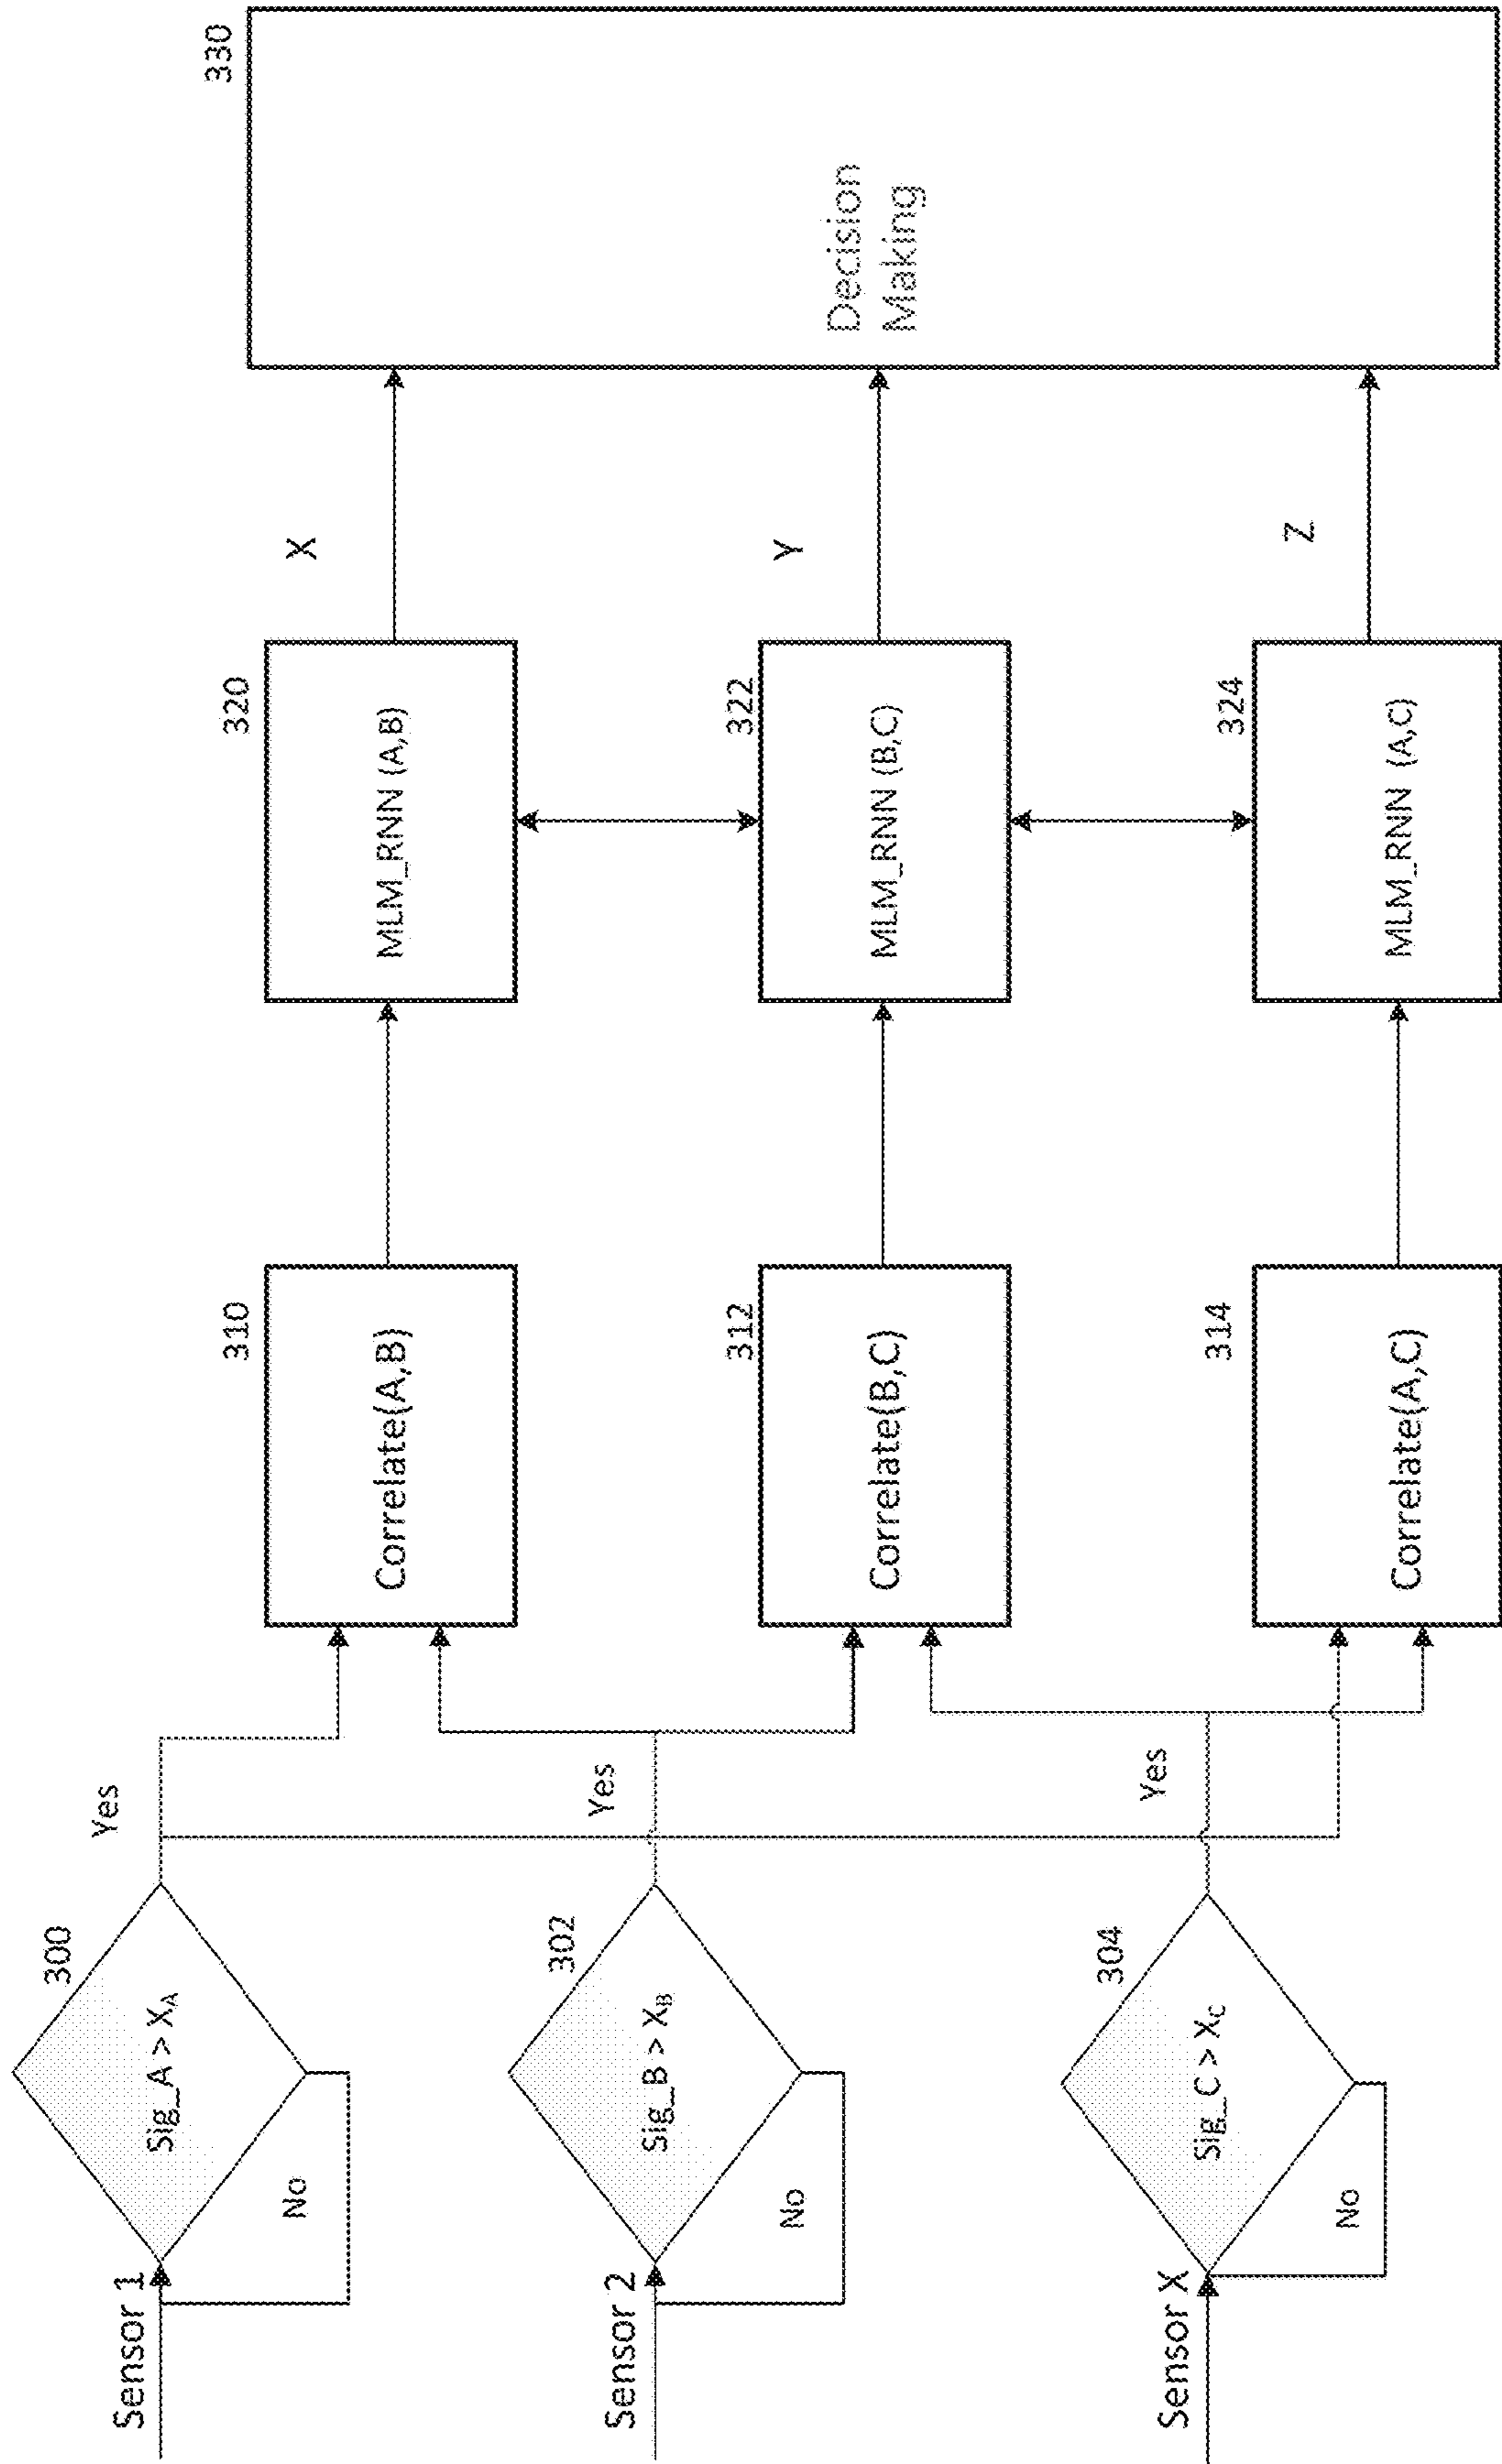 Sensor 1
Sig_A > X_A
300
No
Yes
Correlate(A,B)
310
MLM_RNN (A,B)
320
X
Sensor 2
Sig_B > X_B
302
No
Yes
Correlate(B,C)
312
MLM_RNN (B,C)
322
Y
Sensor X
Sig_C > X_C
304
No
Yes
Correlate(A,C)
314
MLM_RNN (A,C)
324
Z
Decision
Making
330